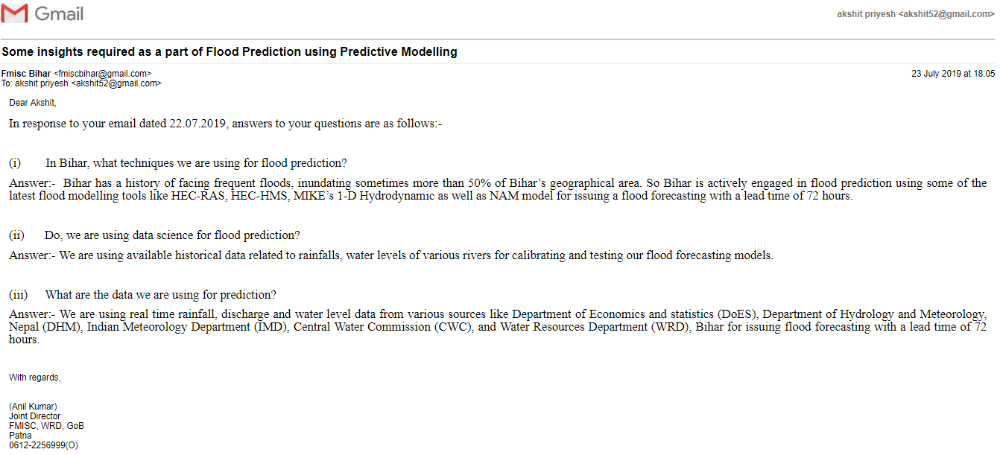 Gmail
akshit priyesh <akshit52@gmail.com>
Some insights required as a part of Flood Prediction using Predictive Modelling
Fmisc Bihar <fmiscbihar@gmail.com>
23 July 2019 at 18:05
To: akshit priyesh <akshit52@gmail.com>
Dear Akshit,
In response to your email dated 22.07.2019, answers to your questions are as follows:-
(i) In Bihar, what techniques we are using for flood prediction?
Answer:- Bihar has a history of facing frequent floods, inundating sometimes more than 50% of Bihar's geographical area. So Bihar is actively engaged in flood prediction using some of the
latest flood modelling tools like HEC-RAS, HEC-HMS, MIKE's 1-D Hydrodynamic as well as NAM model for issuing a flood forecasting with a lead time of 72 hours.
(ii) Do, we are using data science for flood prediction?
Answer:- We are using available historical data related to rainfalls, water levels of various rivers for calibrating and testing our flood forecasting models.
(iii) What are the data we are using for prediction?
Answer:- We are using real time rainfall, discharge and water level data from various sources like Department of Economics and statistics (DoES), Department of Hydrology and Meteorology,
Nepal (DHM), Indian Meteorology Department (IMD), Central Water Commission (CWC), and Water Resources Department (WRD), Bihar for issuing flood forecasting with a lead time of 72
hours.
With regards,
(Anil Kumar)
Joint Director
FMISC, WRD, GoB
Patna
0612-2256999(O)